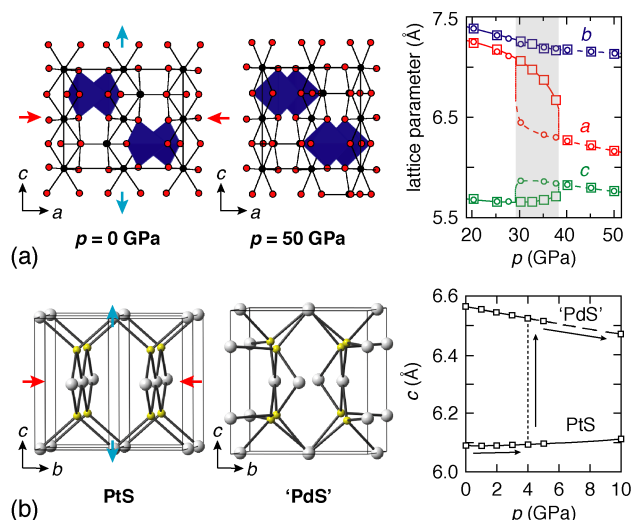 c
a
p = 0 GPa
c
a
p = 50 GPa
(a)
lattice parameter (Å)
7.5
6.5
5.5
b
a
c
20 30 40 50
p (GPa)
c
b
PtS
c
b
'PdS'
(b)
c (Å)
6.6
6.4
6.2
6.0
'PdS'
PtS
0 2 4 6 8 10
p (GPa)